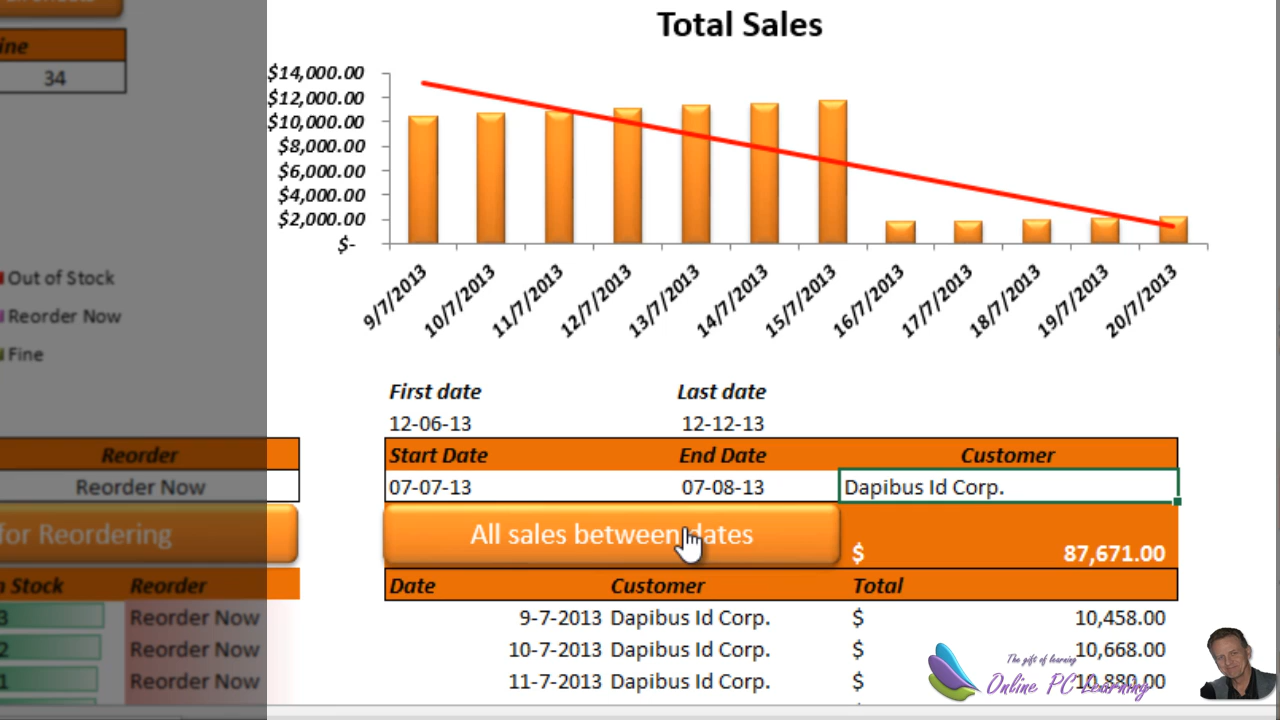 Total Sales
ine
34
$14,000.00
$12,000.00
$10,000.00
$8,000.00
$6,000.00
$4,000.00
$2,000.00
$-
9/7/2013 10/7/2013 11/7/2013 12/7/2013 13/7/2013 14/7/2013 15/7/2013 16/7/2013 17/7/2013 18/7/2013 19/7/2013 20/7/2013
Out of Stock
Reorder Now
Fine
First date Last date
12-06-13 12-12-13
Reorder Start Date End Date Customer
Reorder Now 07-07-13 07-08-13 Dapibus Id Corp.
for Reordering All sales between dates $ 87,671.00
n Stock Reorder Date Customer Total
3 Reorder Now 9-7-2013 Dapibus Id Corp. $ 10,458.00
2 Reorder Now 10-7-2013 Dapibus Id Corp. $ 10,668.00
1 Reorder Now 11-7-2013 Dapibus Id Corp. $ 10,880.00
The gift of learning
Online PC Learning